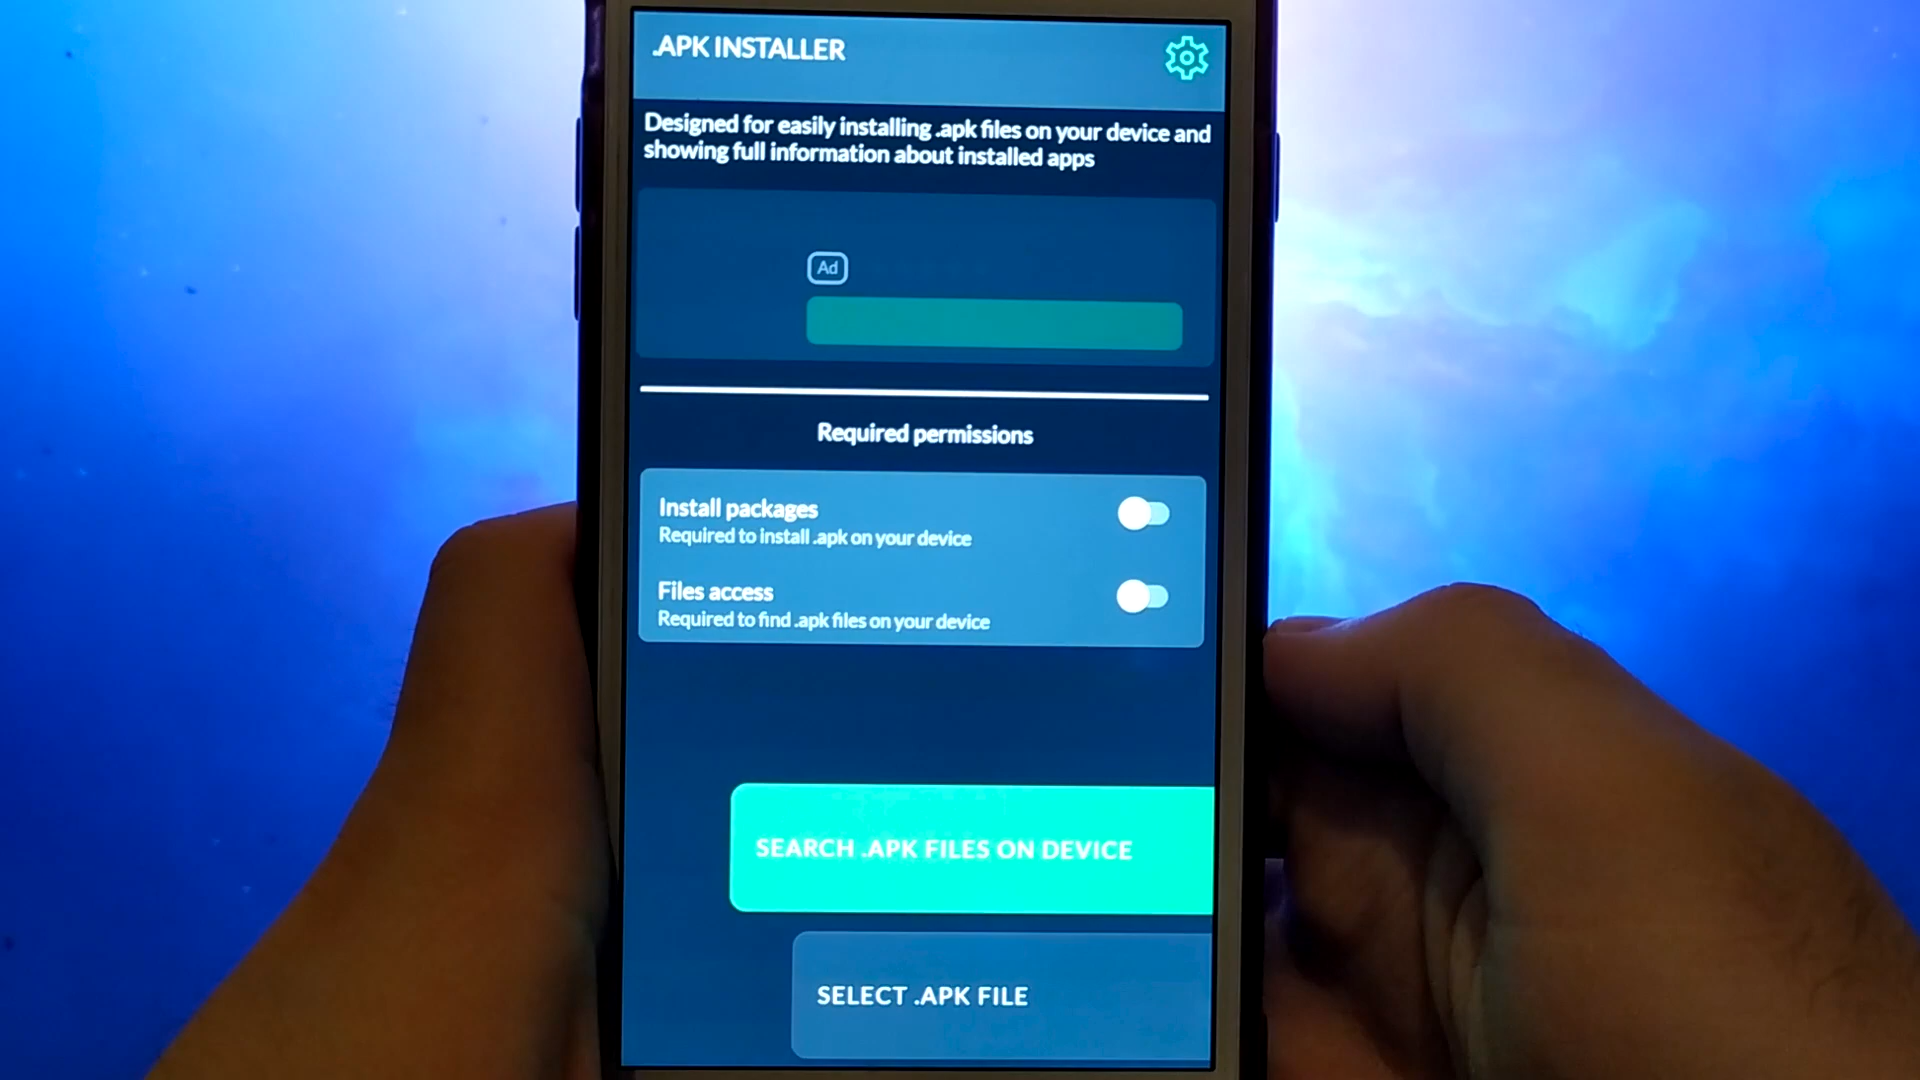 .APK INSTALLER
Designed for easily installing .apk files on your device and
showing full information about installed apps
Ad
Required permissions
Install packages
Required to install .apk on your device
Files access
Required to find .apk files on your device
SEARCH .APK FILES ON DEVICE
SELECT .APK FILE